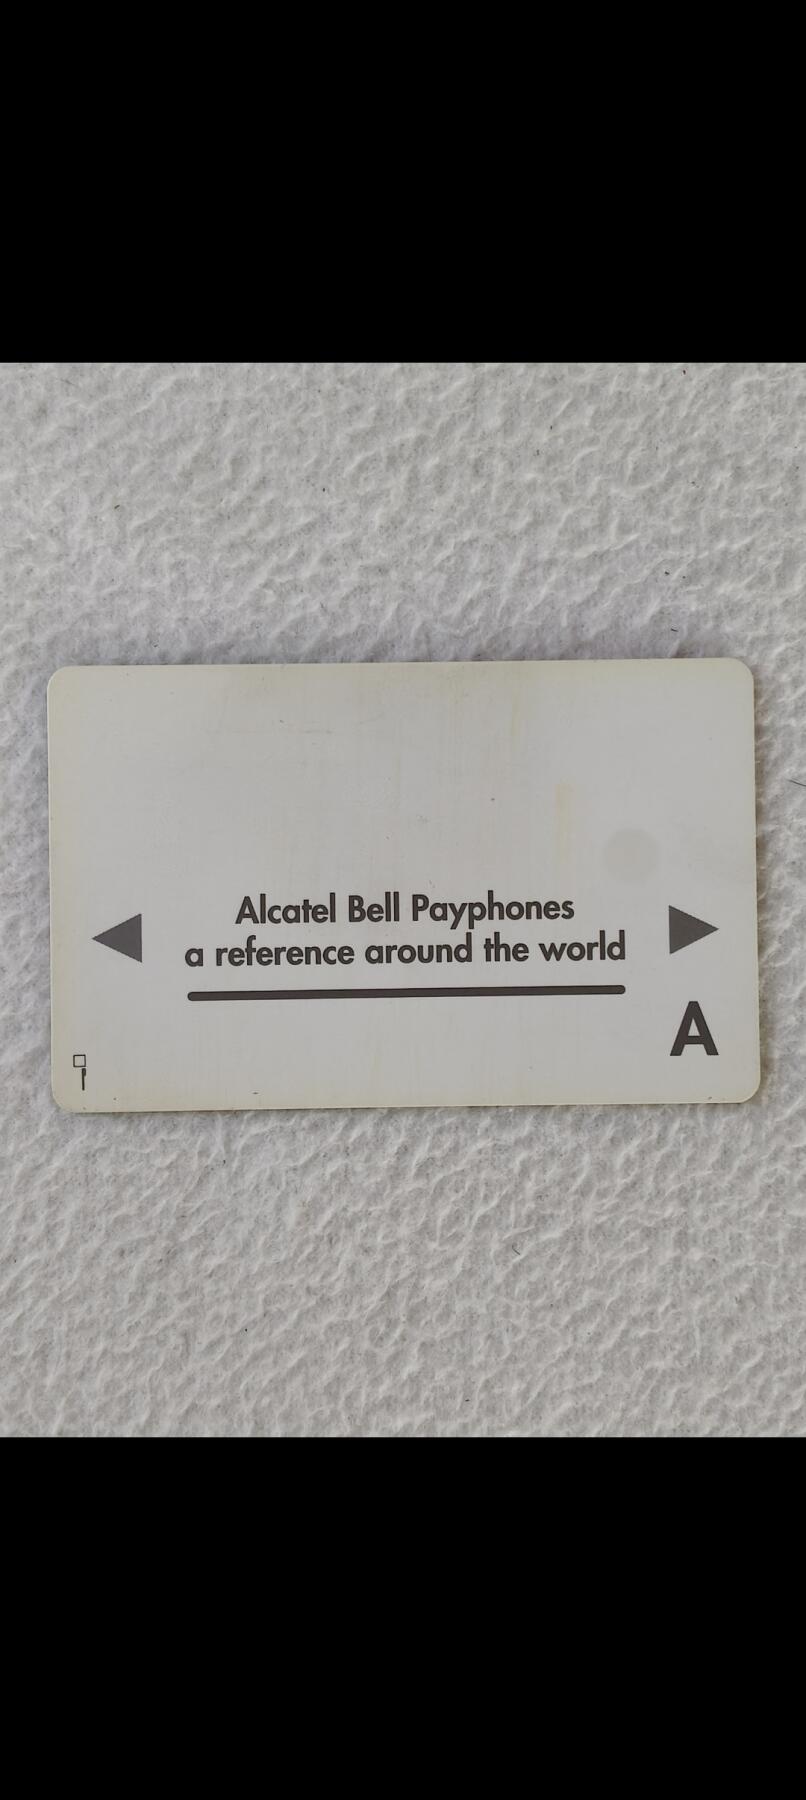 Alcatel Bell Payphones
a reference around the world
A